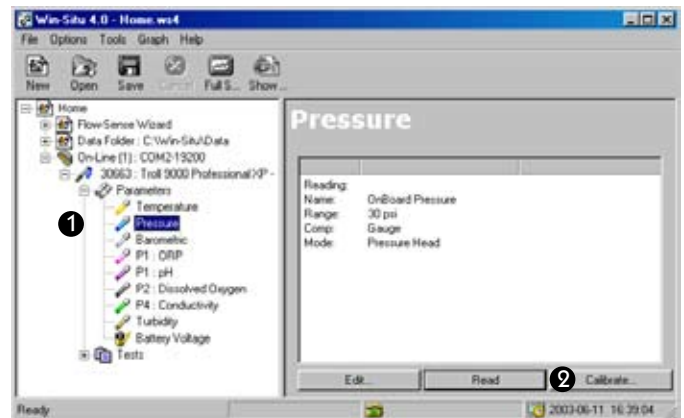 Win-Situ 4.0 - Home.ws4
File Options Tools Graph Help
New Open Save Cancel Full S... Show...
Home
Flow-Sense Wizard
Data Folder : C:\Win-Situ\Data
On-Line (1) : COM2-19200
30663 : Troll 9000 Professional XP -
Parameters
Temperature
1
Pressure
Barometric
P1 : ORP
P1 : pH
P2 : Dissolved Oxygen
P4 : Conductivity
Turbidity
Battery Voltage
Tests
Pressure
Reading:
Name: OnBoard Pressure
Range: 30 psi
Comp: Gauge
Mode: Pressure Head
Edit... Read 2 Calibrate...
Ready 2003-06-11 16:39:04